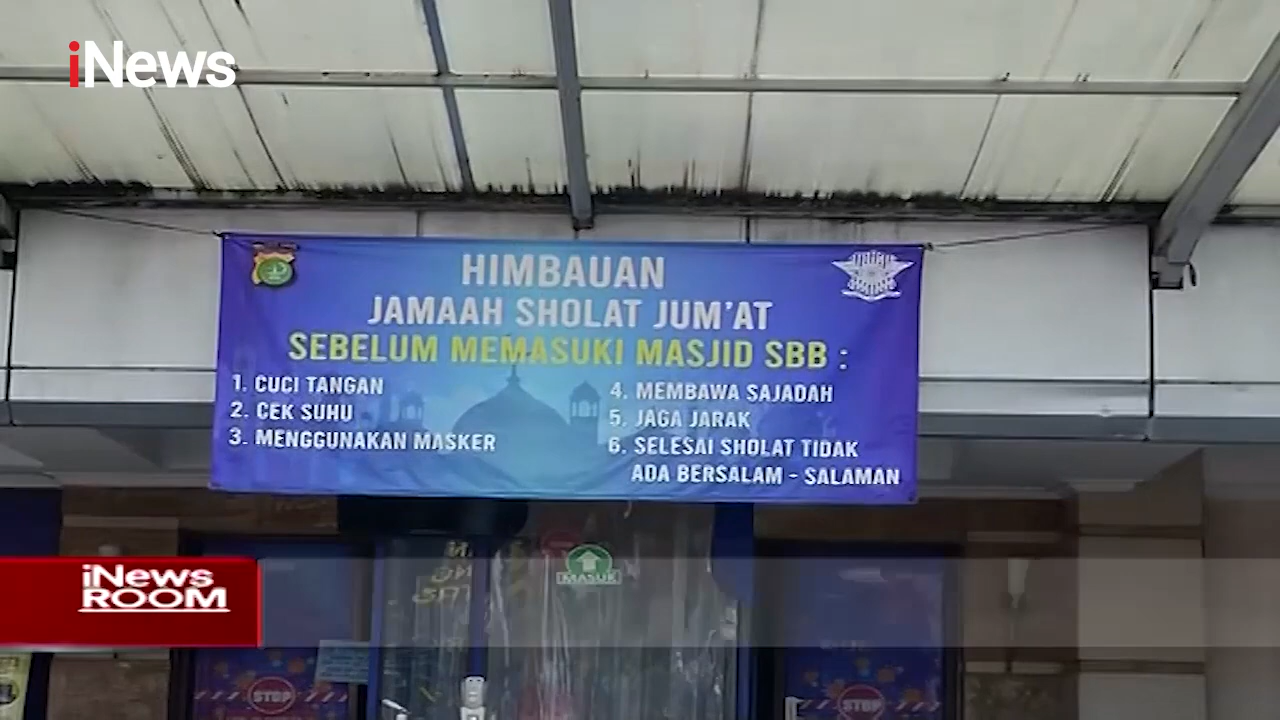 iNews
HIMBAUAN
JAMAAH SHOLAT JUM'AT
SEBELUM MEMASUKI MASJID SBB :
1. CUCI TANGAN
2. CEK SUHU
3. MENGGUNAKAN MASKER
4. MEMBAWA SAJADAH
5. JAGA JARAK
6. SELESAI SHOLAT TIDAK
ADA BERSALAM - SALAMAN
MASUK
iNews
ROOM
STOP
STOP